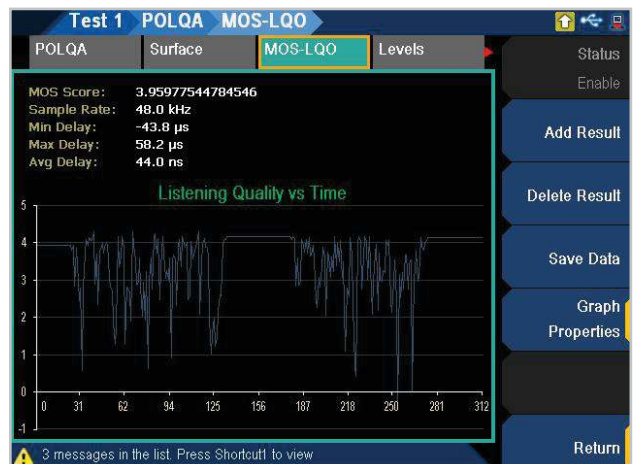 Test 1 POLQA MOS-LQO
POLQA Surface MOS-LQO Levels
MOS Score: 3.95977544784546
Sample Rate: 48.0 kHz
Min Delay: -43.8 µs
Max Delay: 58.2 µs
Avg Delay: 44.0 ns
Listening Quality vs Time
5
4
3
2
1
0
-1
0 31 62 94 125 156 187 218 250 281 312
3 messages in the list. Press Shortcut1 to view
Status
Enable
Add Result
Delete Result
Save Data
Graph
Properties
Return